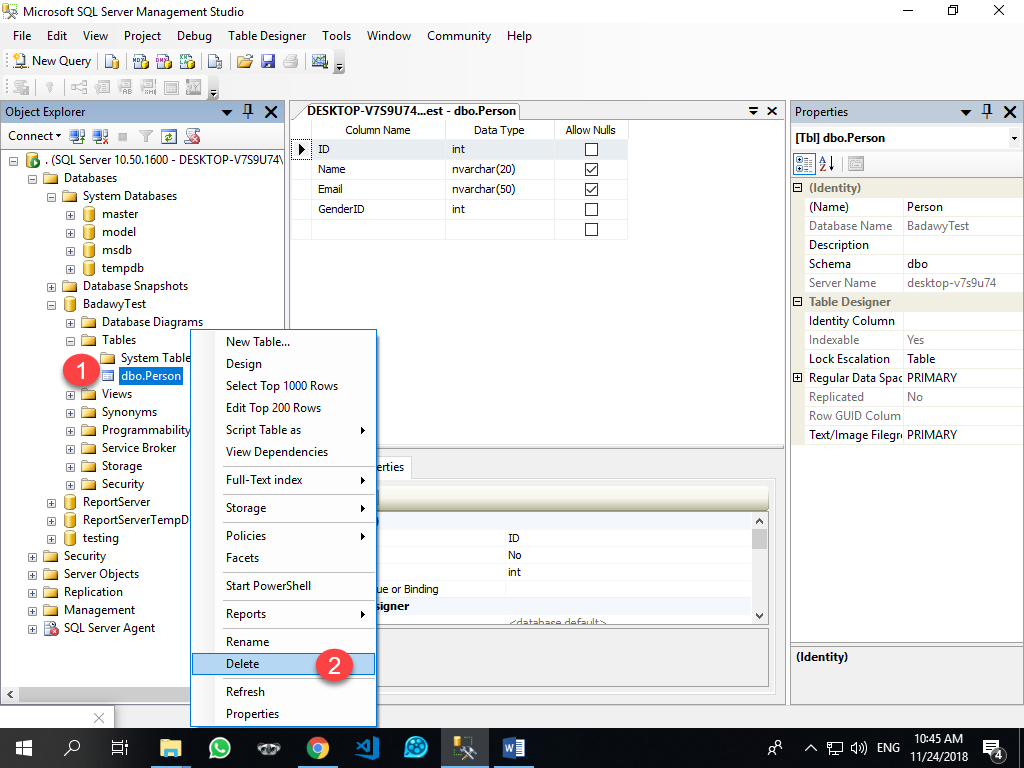 Microsoft SQL Server Management Studio
File Edit View Project Debug Table Designer Tools Window Community Help
New Query
Object Explorer
Connect
. (SQL Server 10.50.1600 - DESKTOP-V7S9U74\
Databases
System Databases
master
model
msdb
tempdb
Database Snapshots
BadawyTest
Database Diagrams
Tables
System Table
1
dbo.Person
Views
Synonyms
Programmability
Service Broker
Storage
Security
ReportServer
ReportServerTempD
testing
Security
Server Objects
Replication
Management
SQL Server Agent
New Table...
Design
Select Top 1000 Rows
Edit Top 200 Rows
Script Table as
View Dependencies
Full-Text index
Storage
Policies
Facets
Start PowerShell
Reports
Rename
Delete
2
Refresh
Properties
DESKTOP-V7S9U74...est - dbo.Person
Column Name Data Type Allow Nulls
ID int
Name nvarchar(20)
Email nvarchar(50)
GenderID int
erties
)
ID
No
int
ue or Binding
signer
<database default>
Properties
[Tbl] dbo.Person
(Identity)
(Name) Person
Database Name BadawyTest
Description
Schema dbo
Server Name desktop-v7s9u74
Table Designer
Identity Column
Indexable Yes
Lock Escalation Table
Regular Data Spac PRIMARY
Replicated No
Row GUID Colum
Text/Image Filegr PRIMARY
(Identity)
ENG
10:45 AM
11/24/2018
4